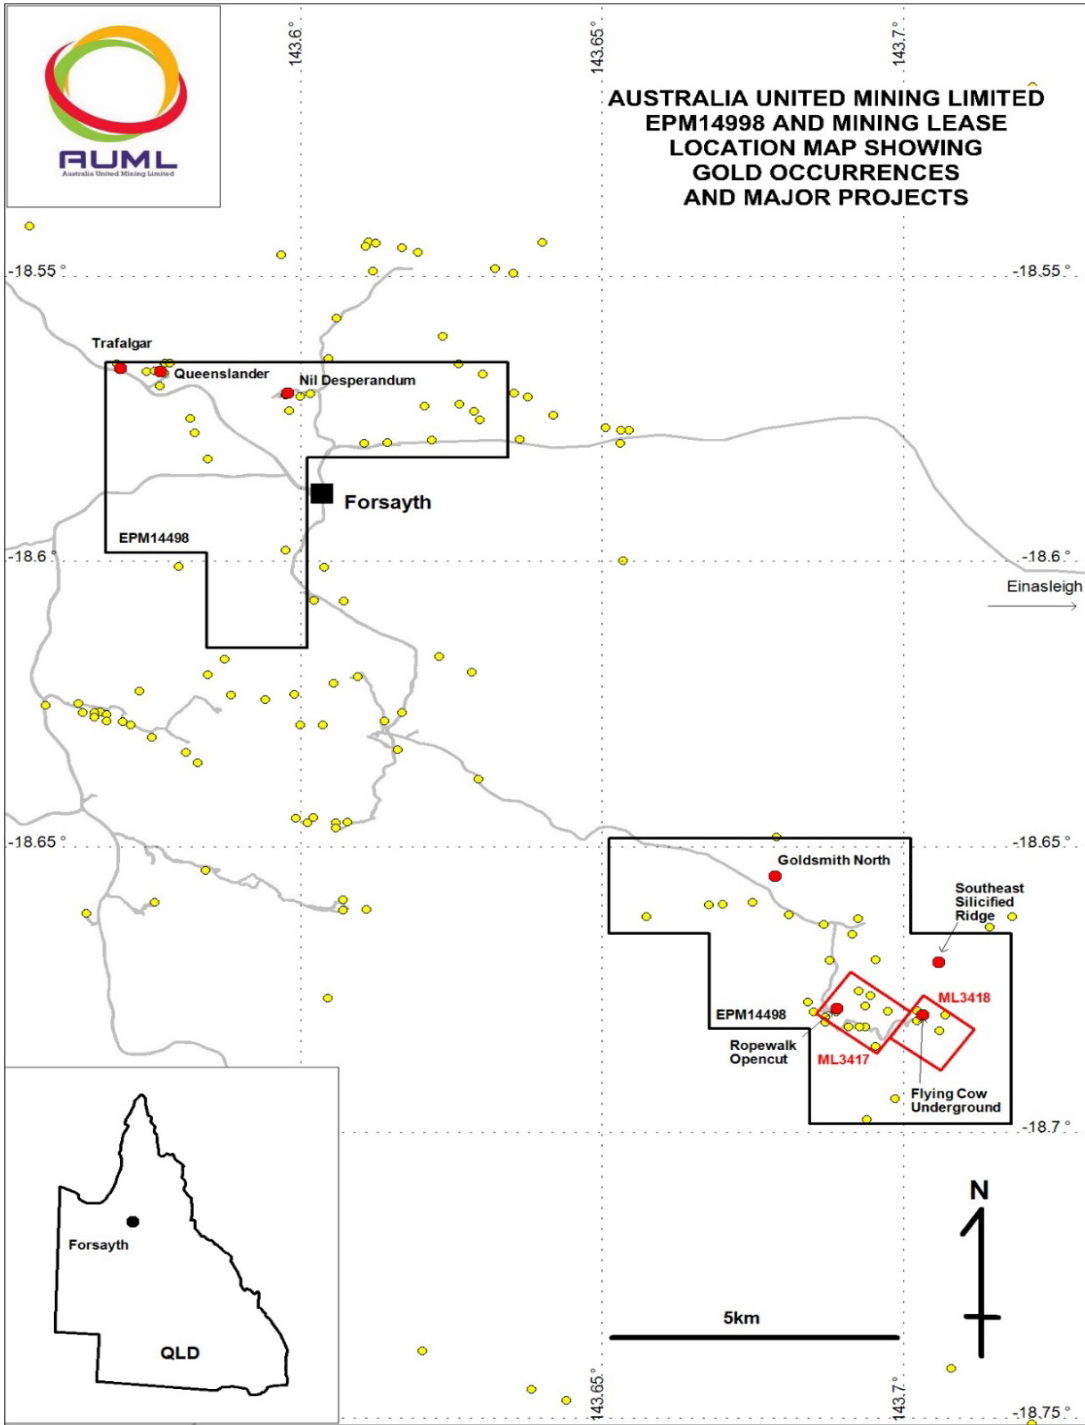 143.6°
143.65°
143.7°
AUML
Australia United Mining Limited
AUSTRALIA UNITED MINING LIMITED
EPM14998 AND MINING LEASE
LOCATION MAP SHOWING
GOLD OCCURRENCES
AND MAJOR PROJECTS
-18.55°
-18.55°
Trafalgar
Queenslander
Nil Desperandum
Forsayth
EPM14498
-18.6°
-18.6°
Einasleigh
-18.65°
-18.65°
Goldsmith North
Southeast
Silicified
Ridge
ML3418
EPM14498
Ropewalk
Opencut
ML3417
Flying Cow
Underground
-18.7°
N
Forsayth
QLD
5km
143.65°
143.7°
-18.75°